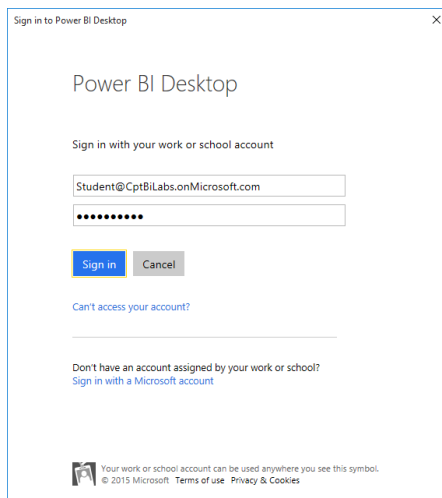 Sign in to Power BI Desktop
Power BI Desktop
Sign in with your work or school account
Student@CptBiLabs.onMicrosoft.com
●●●●●●●●●●
Sign in Cancel
Can't access your account?
Don't have an account assigned by your work or school?
Sign in with a Microsoft account
Your work or school account can be used anywhere you see this symbol.
© 2015 Microsoft Terms of use Privacy & Cookies